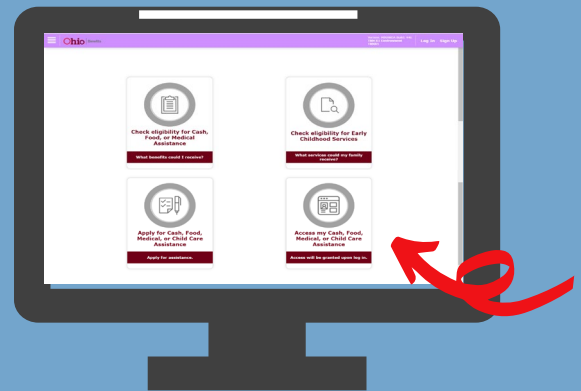 Ohio Benefits
Log In Sign Up
Check eligibility for Cash,
Food, or Medical
Assistance
What benefits could I receive?
Check eligibility for Early
Childhood Services
What services could my family
receive?
Apply for Cash, Food,
Medical, or Child Care
Assistance
Apply for assistance.
Access my Cash, Food,
Medical, or Child Care
Assistance
Access will be granted upon log in.